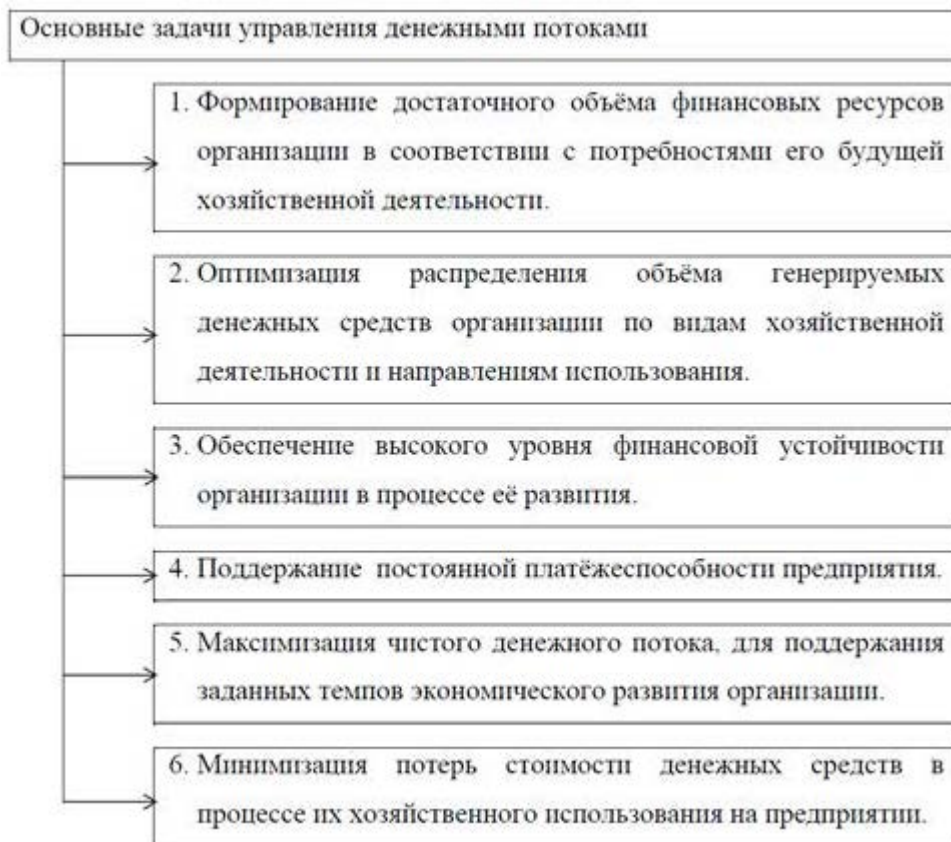 Основные задачи управления денежными потоками
1. Формирование достаточного объёма финансовых ресурсов
организации в соответствии с потребностями его будущей
хозяйственной деятельности.
2. Оптимизация распределения объёма генерируемых
денежных средств организации по видам хозяйственной
деятельности и направлениям использования.
3. Обеспечение высокого уровня финансовой устойчивости
организации в процессе её развития.
4. Поддержание постоянной платёжеспособности предприятия.
5. Максимизация чистого денежного потока, для поддержания
заданных темпов экономического развития организации.
6. Минимизация потерь стоимости денежных средств в
процессе их хозяйственного использования на предприятии.